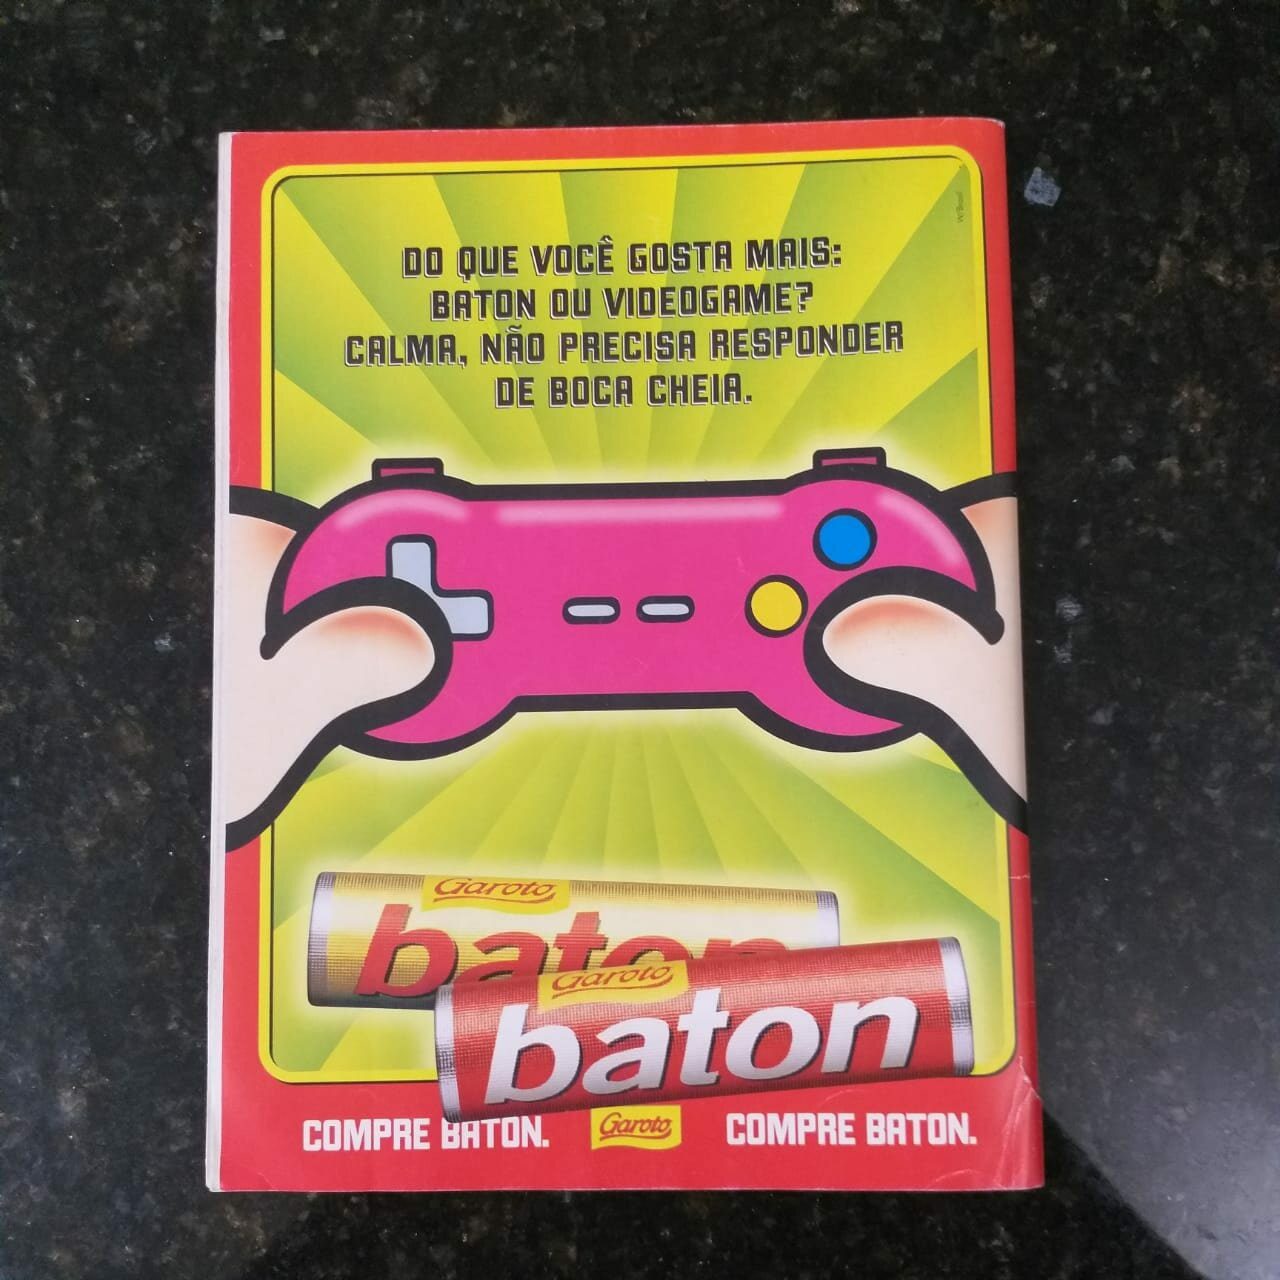 W/Brasil
DO QUE VOCÊ GOSTA MAIS:
BATON OU VIDEOGAME?
CALMA, NÃO PRECISA RESPONDER
DE BOCA CHEIA.
Garoto
baton
Garoto
baton
COMPRE BATON.
Garoto
COMPRE BATON.